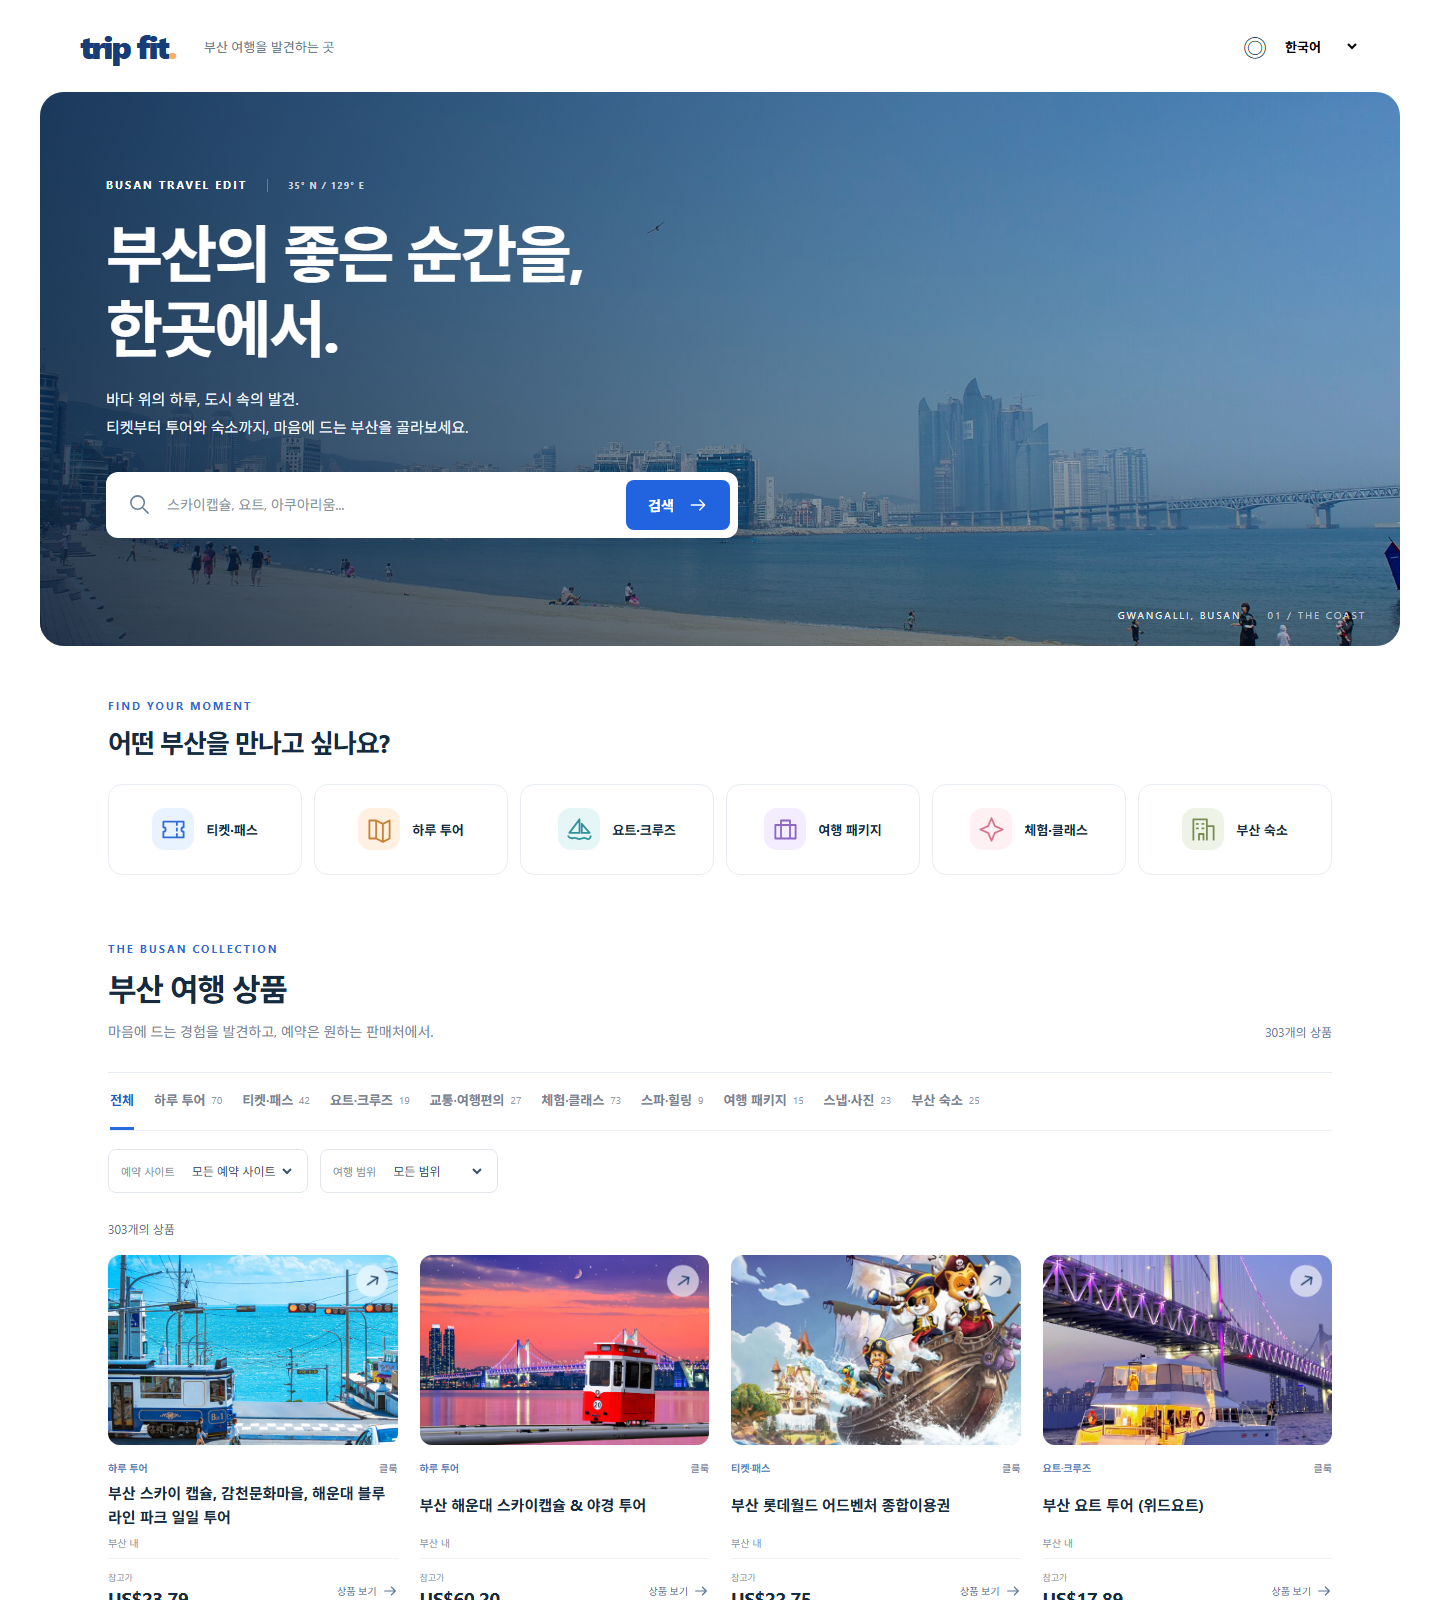 trip fit.
부산 여행을 발견하는 곳
한국어
BUSAN TRAVEL EDIT
35° N / 129° E
부산의 좋은 순간을,
한곳에서.
바다 위의 하루, 도시 속의 발견.
티켓부터 투어와 숙소까지, 마음에 드는 부산을 골라보세요.
스카이캡슐, 요트, 아쿠아리움...
검색
GWANGALLI, BUSAN
01 / THE COAST
FIND YOUR MOMENT
어떤 부산을 만나고 싶나요?
티켓·패스
하루 투어
요트·크루즈
여행 패키지
체험·클래스
부산 숙소
THE BUSAN COLLECTION
부산 여행 상품
마음에 드는 경험을 발견하고, 예약은 원하는 판매처에서.
303개의 상품
전체
하루 투어 70
티켓·패스 42
요트·크루즈 19
교통·여행편의 27
체험·클래스 73
스파·힐링 9
여행 패키지 15
스냅·사진 23
부산 숙소 25
예약 사이트 모든 예약 사이트
여행 범위 모든 범위
303개의 상품
하루 투어 클룩
부산 스카이 캡슐, 감천문화마을, 해운대 블루
라인 파크 일일 투어
부산 내
참고가
US$23.79
상품 보기
하루 투어 클룩
부산 해운대 스카이캡슐 & 야경 투어
부산 내
참고가
US$60.20
상품 보기
티켓·패스 클룩
부산 롯데월드 어드벤처 종합이용권
부산 내
참고가
US$22.75
상품 보기
요트·크루즈 클룩
부산 요트 투어 (위드요트)
부산 내
참고가
US$17.89
상품 보기